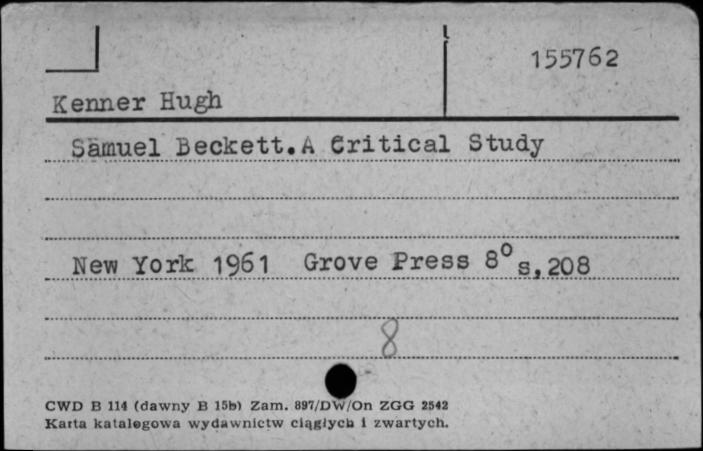 155762
Kenner Hugh
Samuel Beckett. A Critical Study
New York 1961 Grove Press 8° s, 208
8
CWD B 114 (dawny B 15b) Zam. 897/DW/On ZGG 2542
Karta katalogowa wydawnictw ciągłych i zwartych.